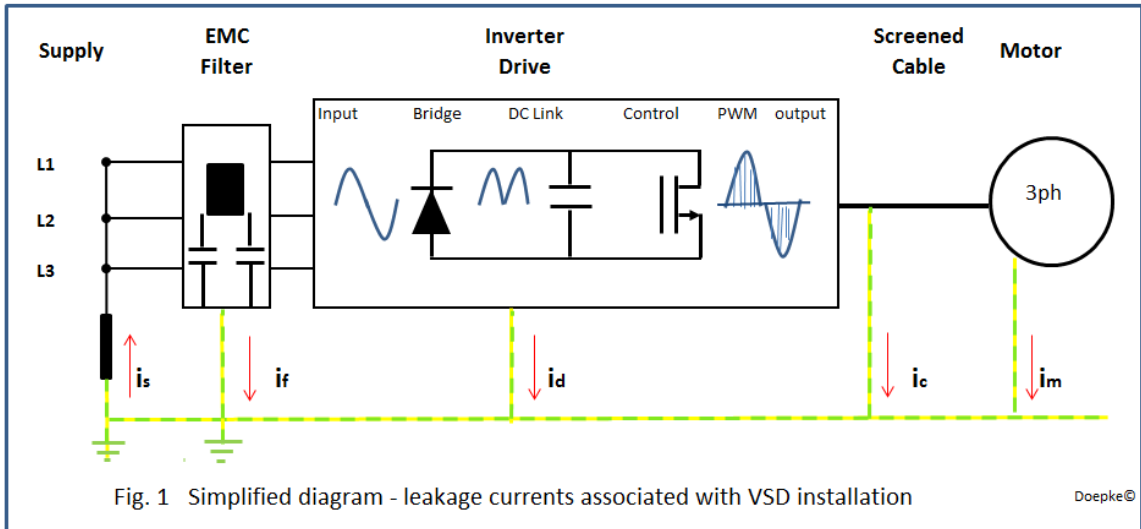 Supply
EMC
Filter
Inverter
Drive
Screened
Cable
Motor
Input
Bridge
DC Link
Control
PWM
output
L1
L2
L3
3ph
is
if
id
ic
im
Fig. 1 Simplified diagram - leakage currents associated with VSD installation
Doepke©